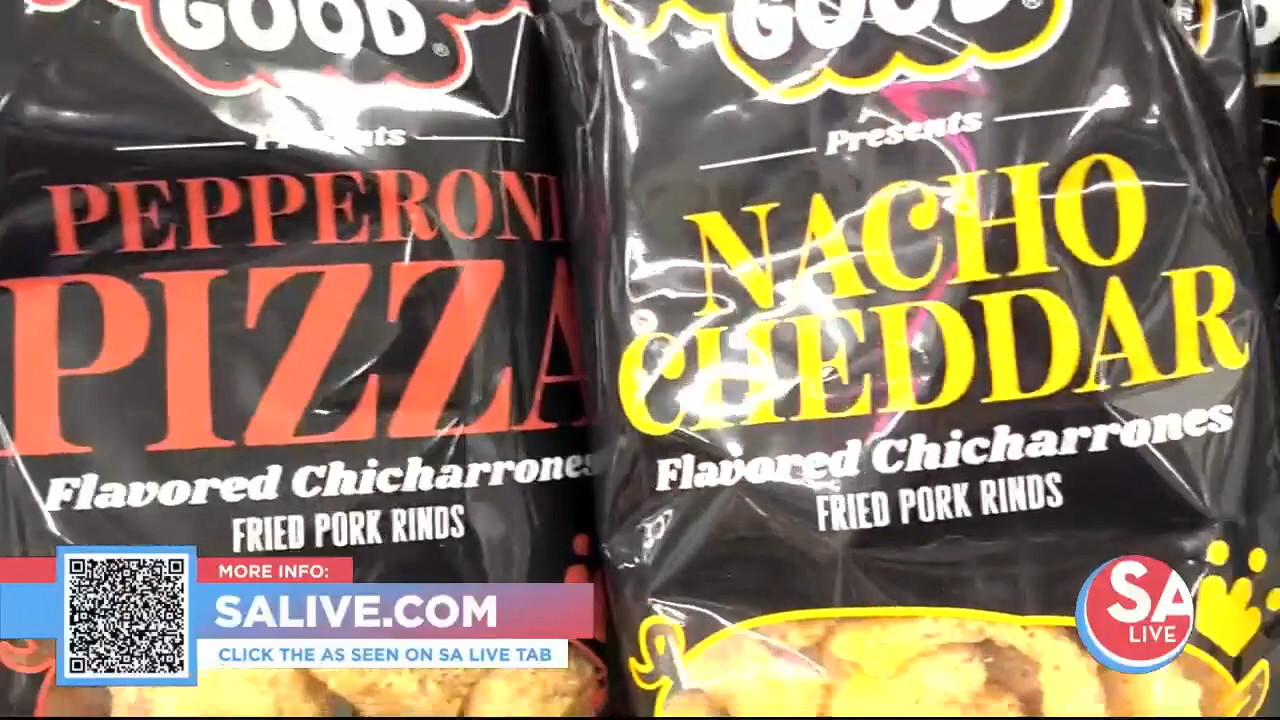 GOOD®
Presents
PEPPERONI
PIZZA
Flavored Chicharrones
FRIED PORK RINDS
GOOD®
Presents
NACHO
CHEDDAR
Flavored Chicharrones
FRIED PORK RINDS
MORE INFO:
SALIVE.COM
CLICK THE AS SEEN ON SA LIVE TAB
SA
LIVE